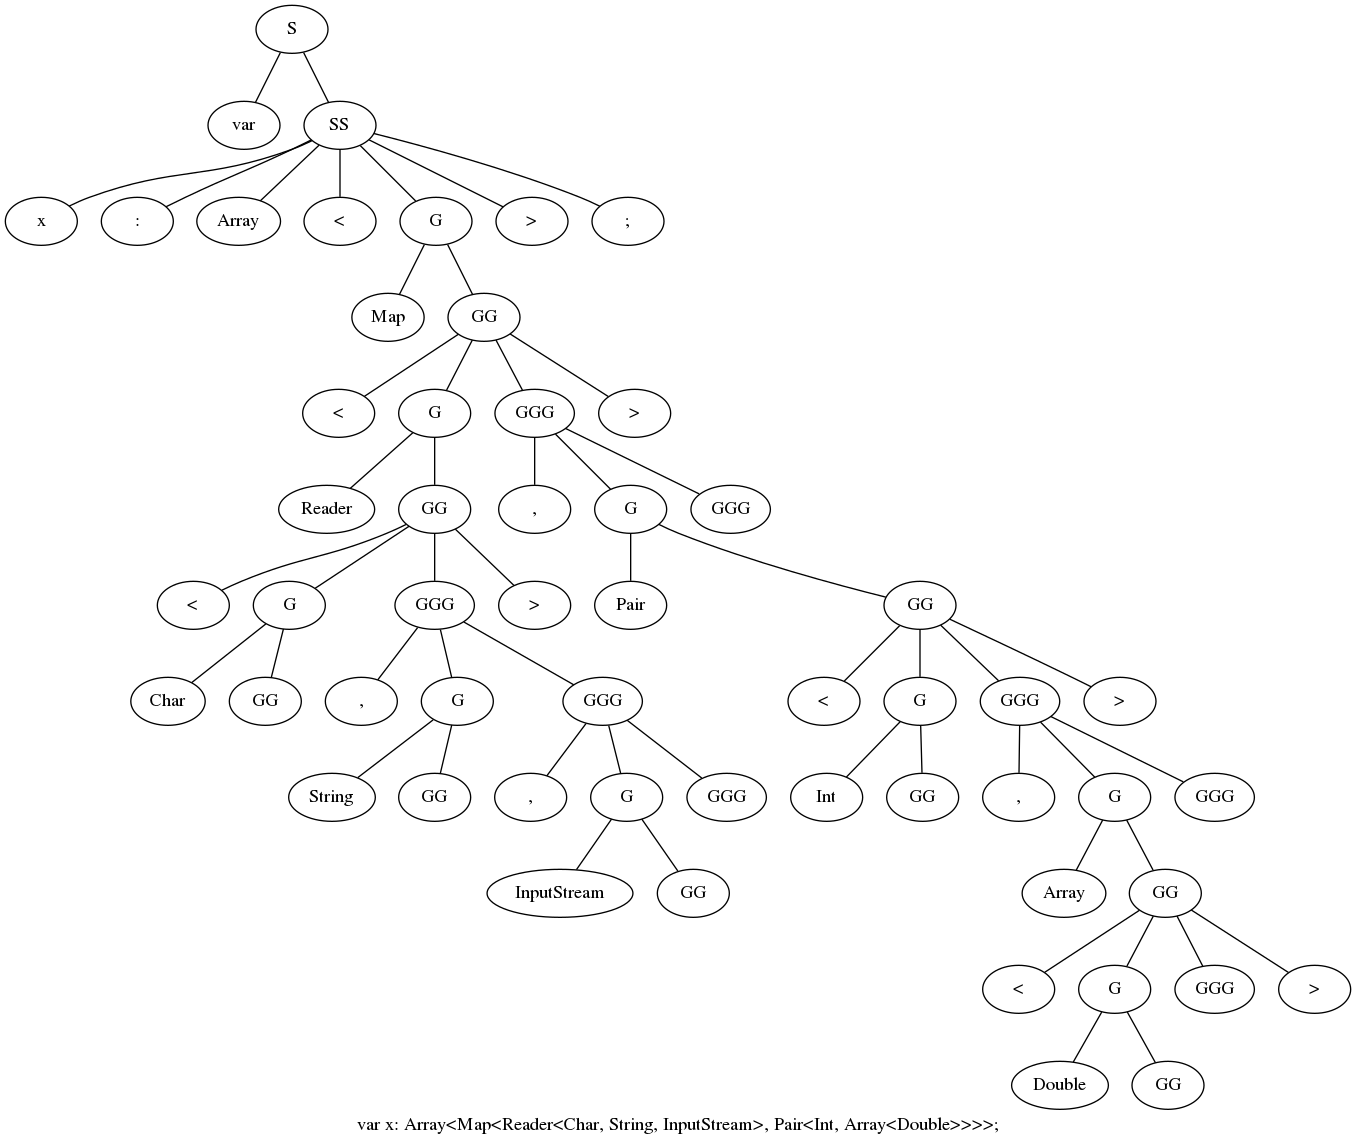 S
var SS
x : Array < G > ;
Map GG
< G GGG >
Reader GG , G GGG
< G GGG > Pair GG
Char GG , G GGG < G GGG >
String GG , G GGG Int GG , G GGG
InputStream GG Array GG
< G GGG >
Double GG
var x: Array<Map<Reader<Char, String, InputStream>, Pair<Int, Array<Double>>>>;